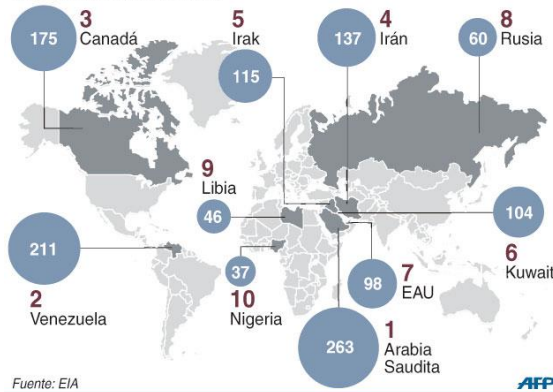 3
175
Canadá
5
Irak
115
4
137
Irán
8
60
Rusia
9
Libia
46
104
6
Kuwait
211
2
Venezuela
37
10
Nigeria
7
98
EAU
1
263
Arabia
Saudita
Fuente: EIA
AFP